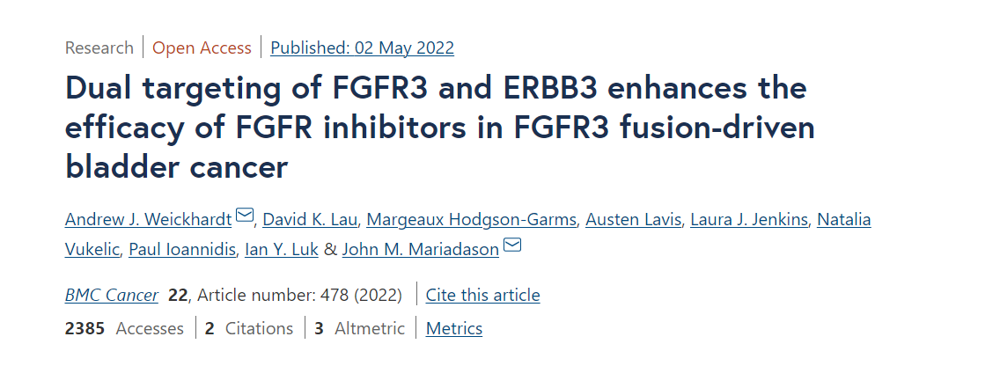 Research | Open Access | Published: 02 May 2022
Dual targeting of FGFR3 and ERBB3 enhances the
efficacy of FGFR inhibitors in FGFR3 fusion-driven
bladder cancer
Andrew J. Weickhardt, David K. Lau, Margeaux Hodgson-Garms, Austen Lavis, Laura J. Jenkins, Natalia
Vukelic, Paul Ioannidis, Ian Y. Luk & John M. Mariadason
BMC Cancer 22, Article number: 478 (2022) | Cite this article
2385 Accesses | 2 Citations | 3 Altmetric | Metrics